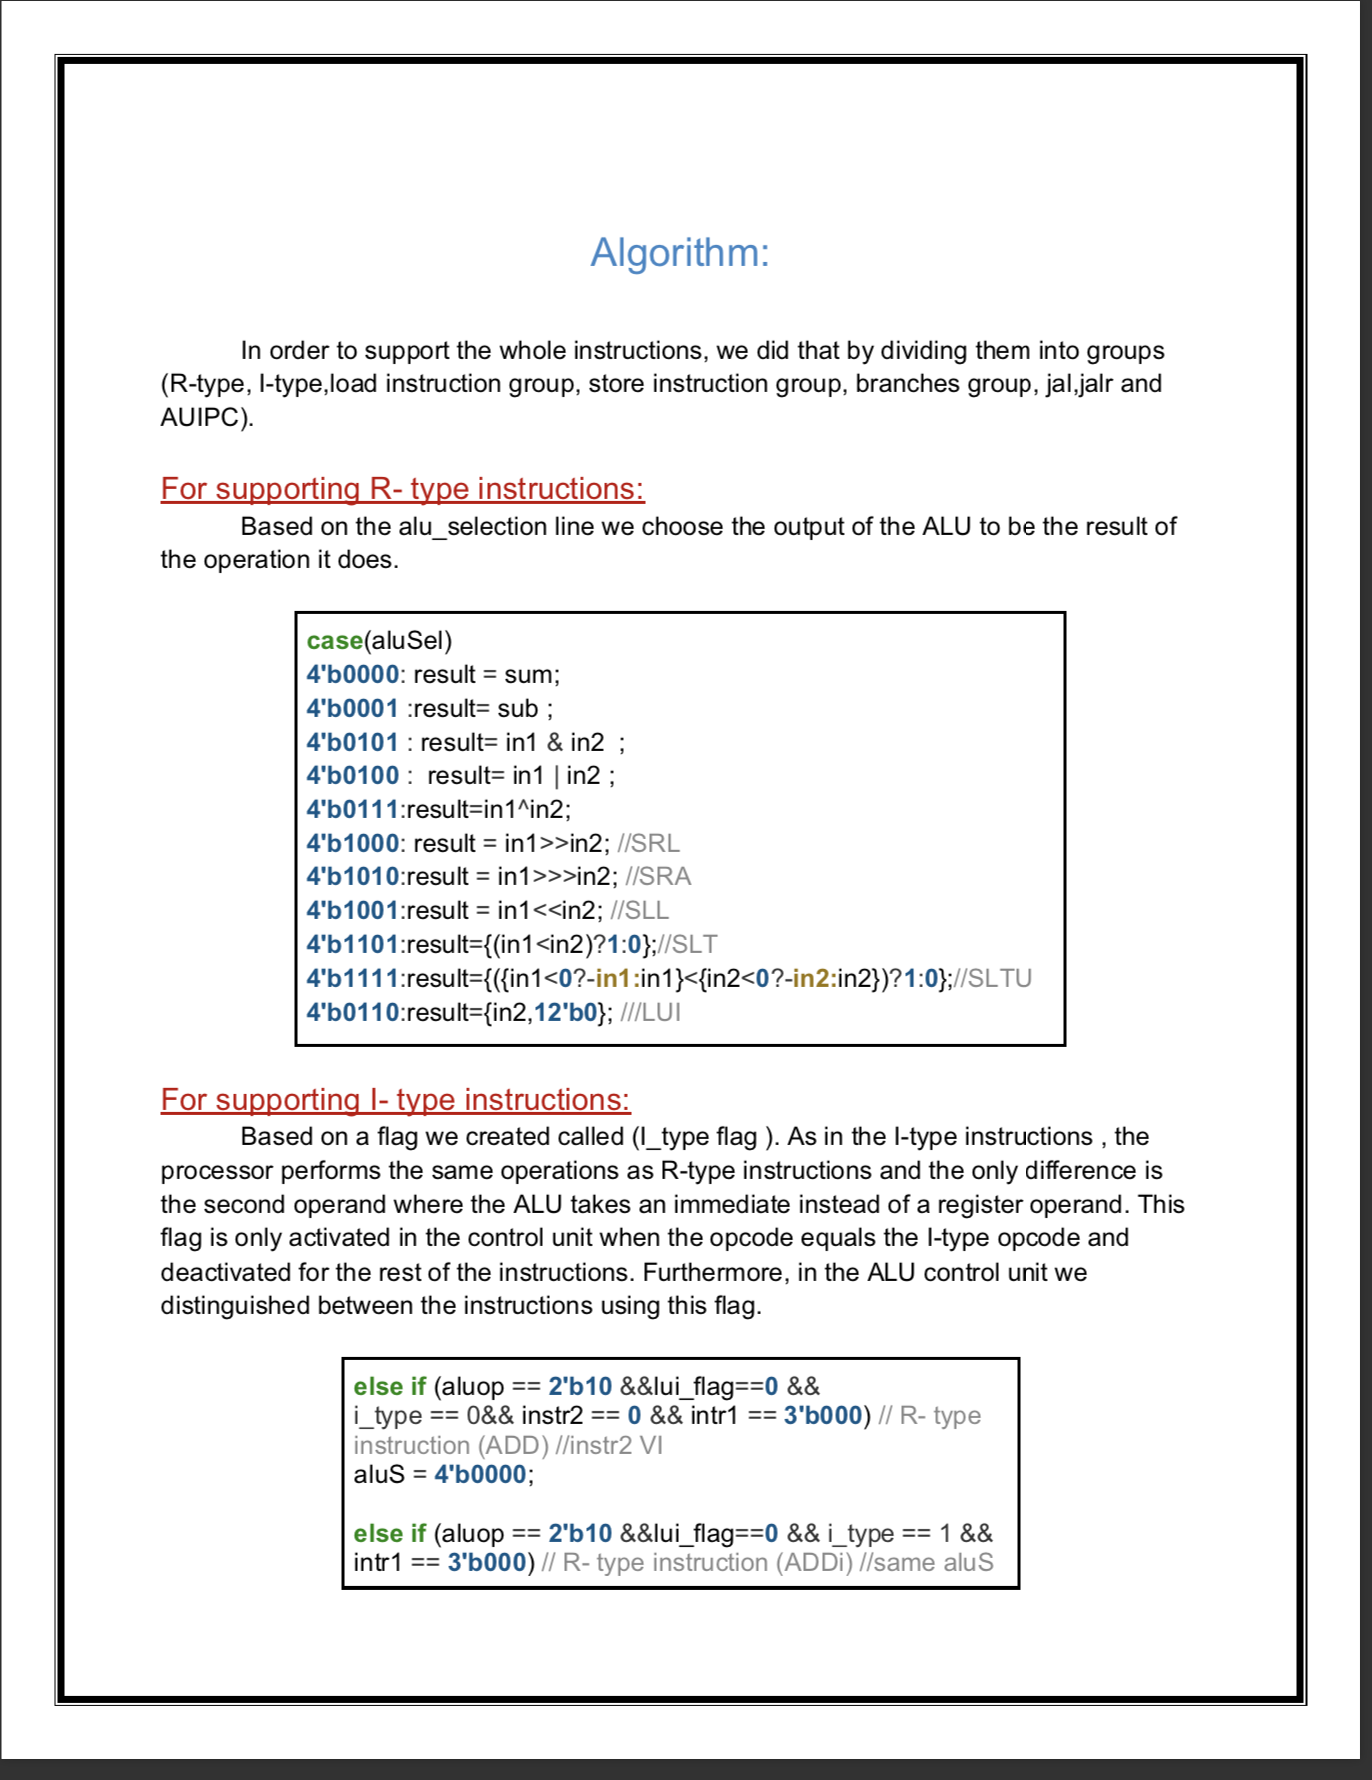 Algorithm:
In order to support the whole instructions, we did that by dividing them into groups
(R-type, I-type,load instruction group, store instruction group, branches group, jal,jalr and
AUIPC).
For supporting R- type instructions:
Based on the alu_selection line we choose the output of the ALU to be the result of
the operation it does.
case(aluSel)
4'b0000: result = sum;
4'b0001 :result= sub ;
4'b0101 : result= in1 & in2  ;
4'b0100 :  result= in1 | in2 ;
4'b0111:result=in1^in2;
4'b1000: result = in1>>in2; //SRL
4'b1010:result = in1>>>in2; //SRA
4'b1001:result = in1<<in2; //SLL
4'b1101:result={(in1<in2)?1:0};//SLT
4'b1111:result={({in1<0?-in1:in1}<{in2<0?-in2:in2})?1:0};//SLTU
4'b0110:result={in2,12'b0}; ///LUI
For supporting I- type instructions:
Based on a flag we created called (I_type flag ). As in the I-type instructions , the
processor performs the same operations as R-type instructions and the only difference is
the second operand where the ALU takes an immediate instead of a register operand. This
flag is only activated in the control unit when the opcode equals the I-type opcode and
deactivated for the rest of the instructions. Furthermore, in the ALU control unit we
distinguished between the instructions using this flag.
else if (aluop == 2'b10 &&lui_flag==0 &&
i_type == 0&& instr2 == 0 && intr1 == 3'b000) // R- type
instruction (ADD) //instr2 VI
aluS = 4'b0000;
else if (aluop == 2'b10 &&lui_flag==0 && i_type == 1 &&
intr1 == 3'b000) // R- type instruction (ADDi) //same aluS